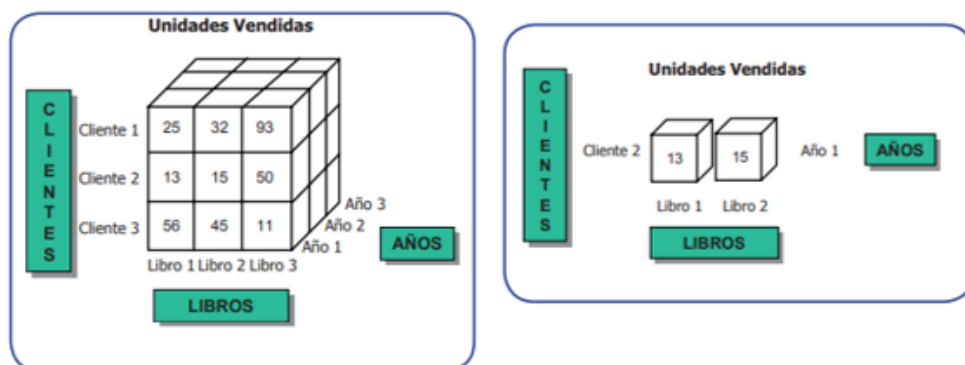 Unidades Vendidas
CLIENTES
Cliente 1
25 32 93
Cliente 2
13 15 50
Cliente 3
56 45 11
Año 3
Año 2
Año 1
Libro 1 Libro 2 Libro 3
AÑOS
LIBROS
Unidades Vendidas
CLIENTES
Cliente 2
13 15
Año 1
AÑOS
Libro 1 Libro 2
LIBROS